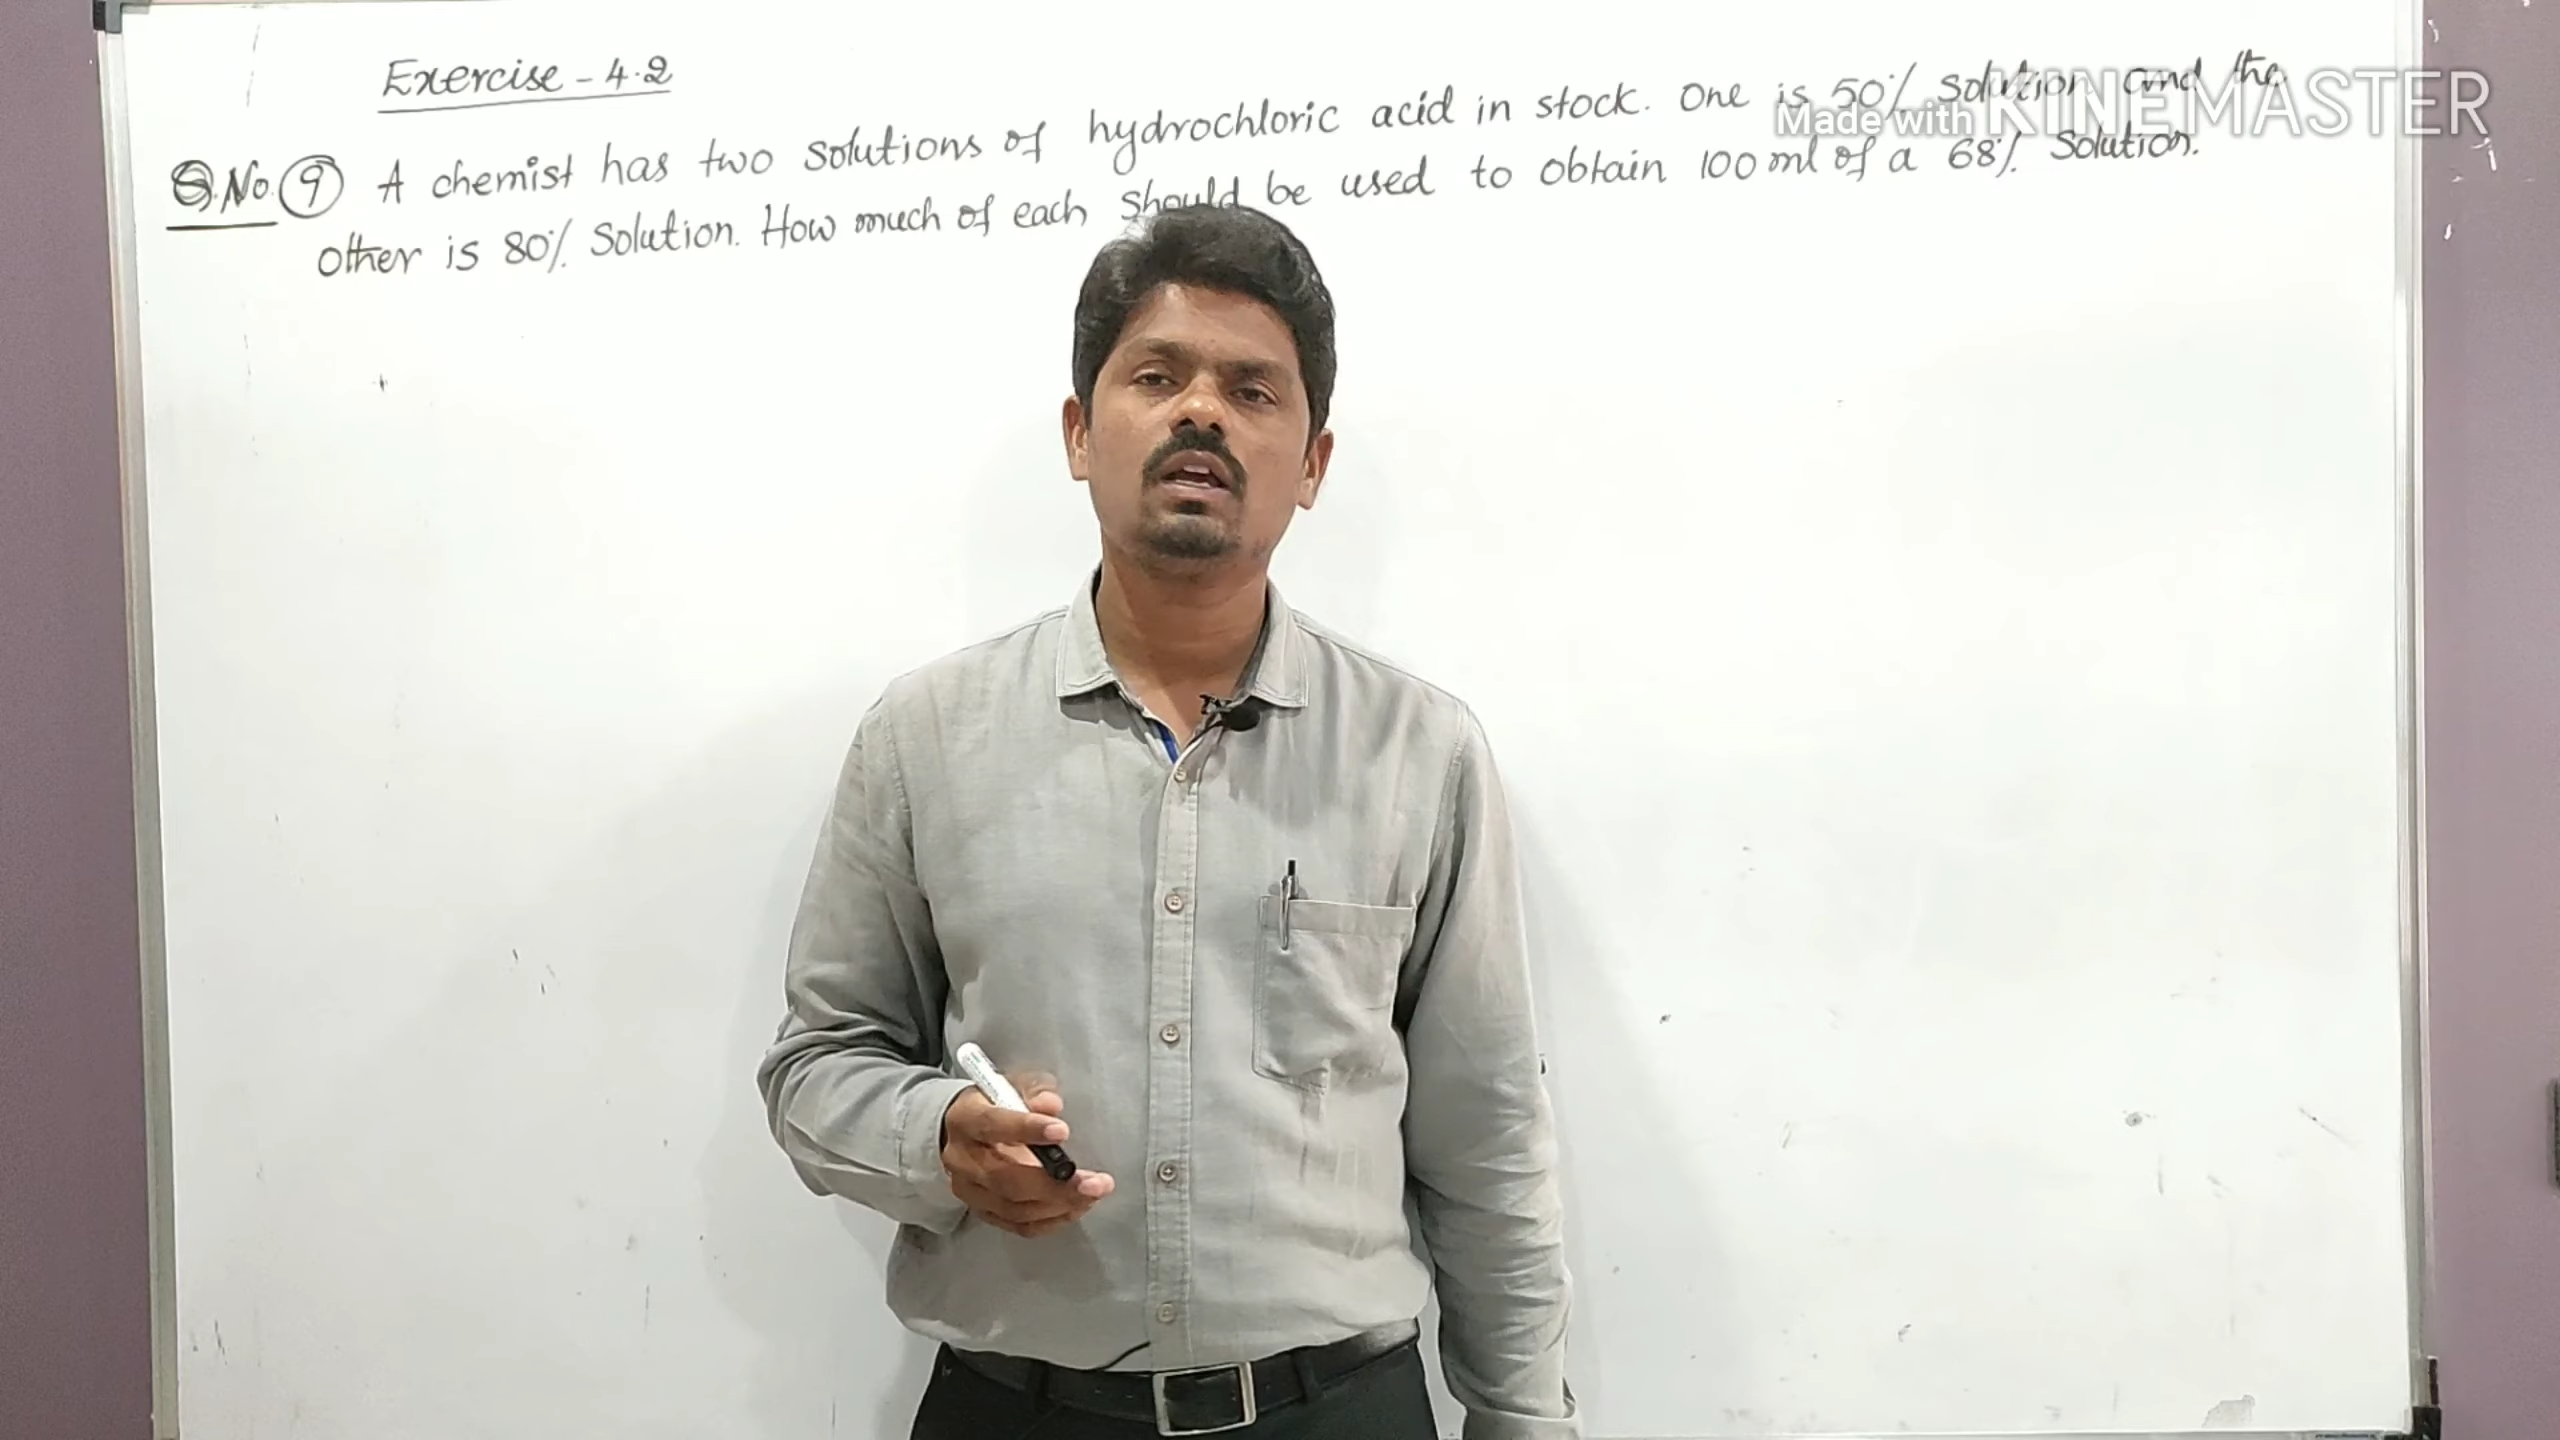 Exercise - 4.2
Q.No. 9 A chemist has two solutions of hydrochloric acid in stock. One is 50% solution and the
other is 80% solution. How much of each should be used to obtain 100 ml of a 68% solution.
Made with KINEMASTER